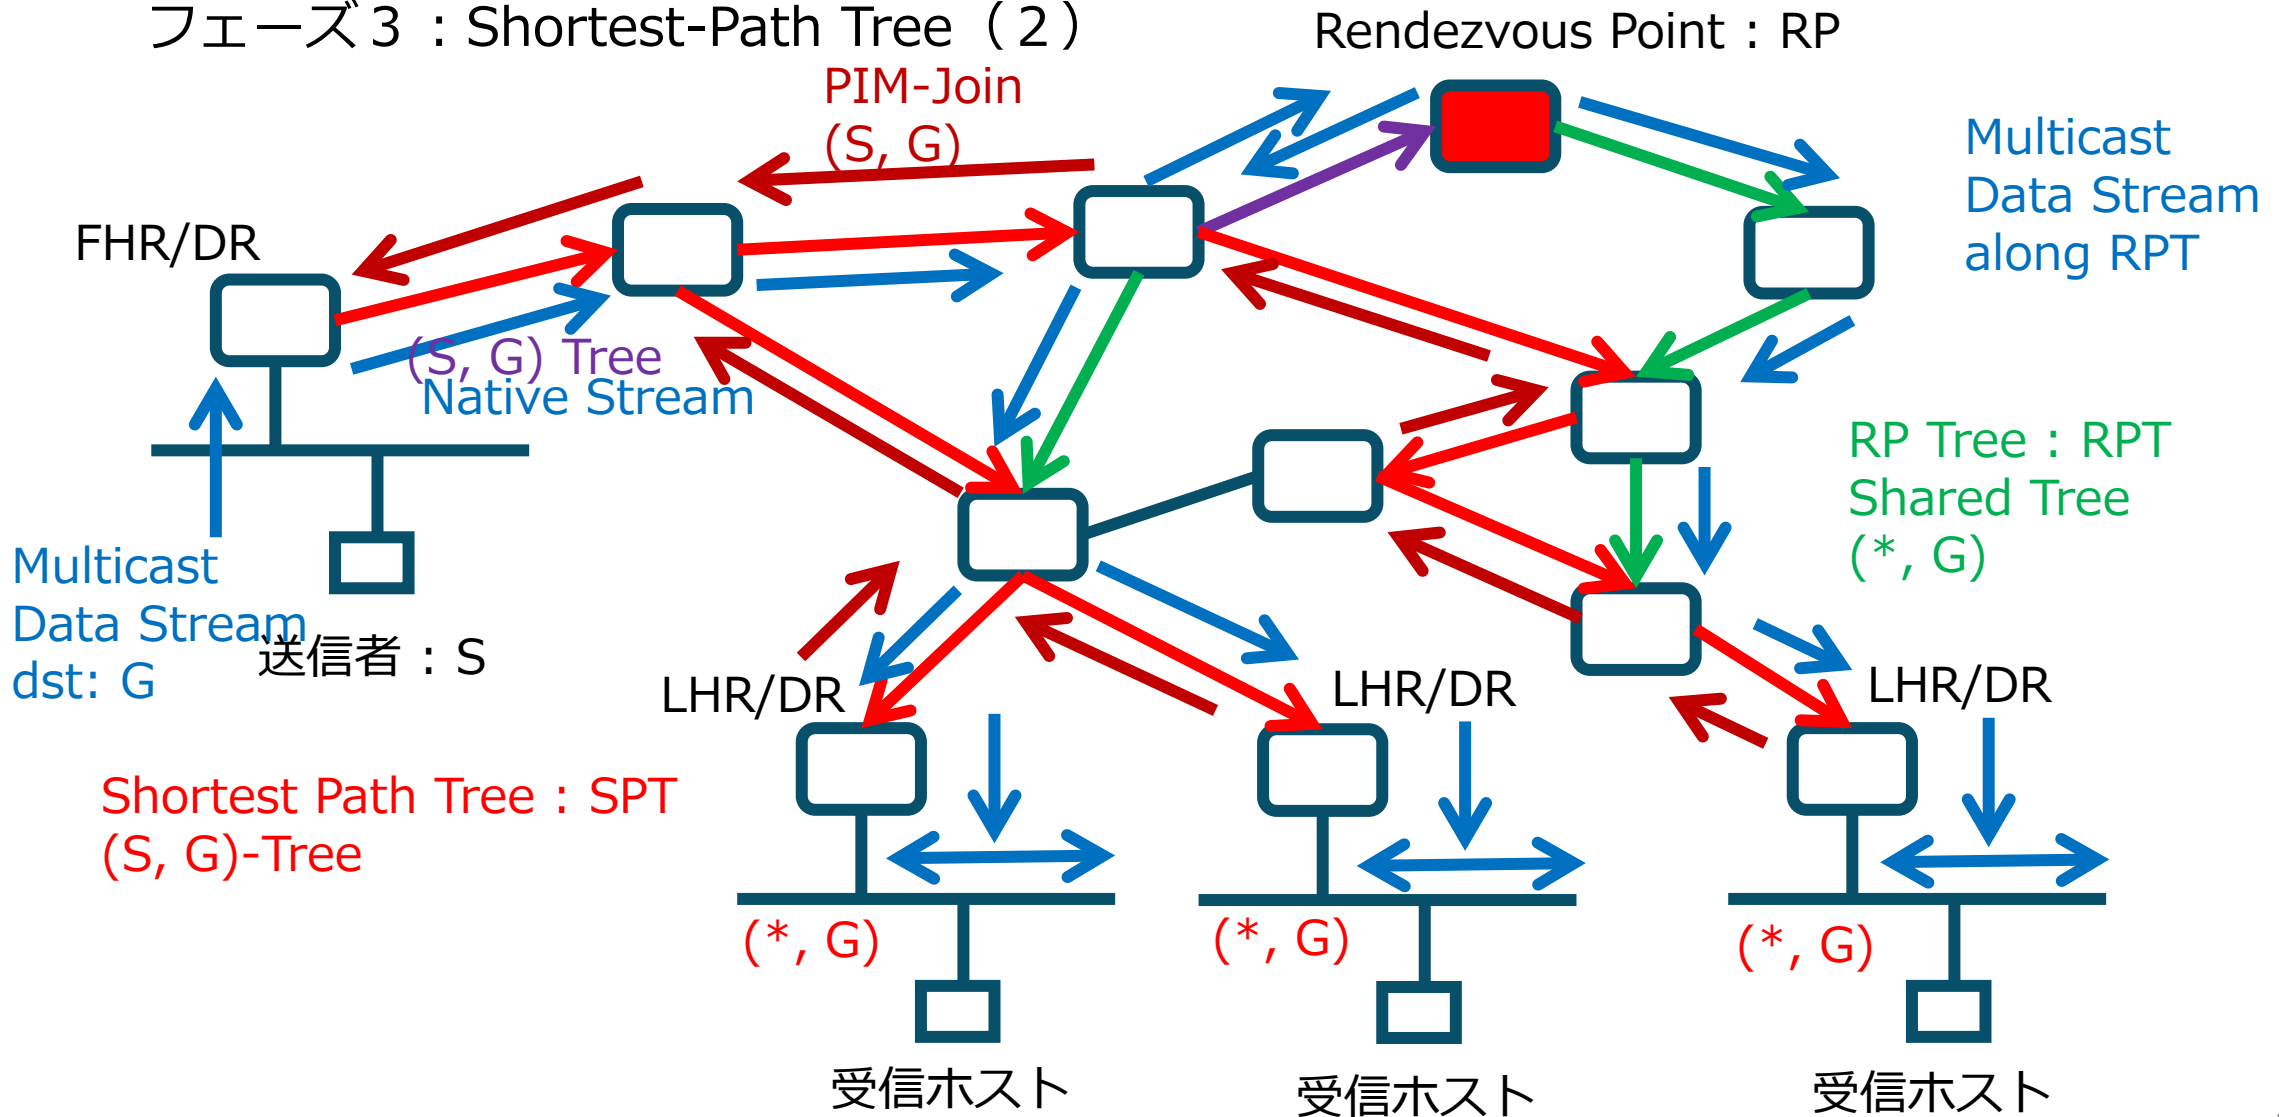 フェーズ３：Shortest-Path Tree（２）
Rendezvous Point：RP
PIM-Join
(S, G)
Multicast
Data Stream
along RPT
FHR/DR
(S, G) Tree
Native Stream
RP Tree：RPT
Shared Tree
(*, G)
Multicast
Data Stream
dst: G
送信者：S
LHR/DR
LHR/DR
LHR/DR
Shortest Path Tree：SPT
(S, G)-Tree
(*, G)
(*, G)
(*, G)
受信ホスト
受信ホスト
受信ホスト